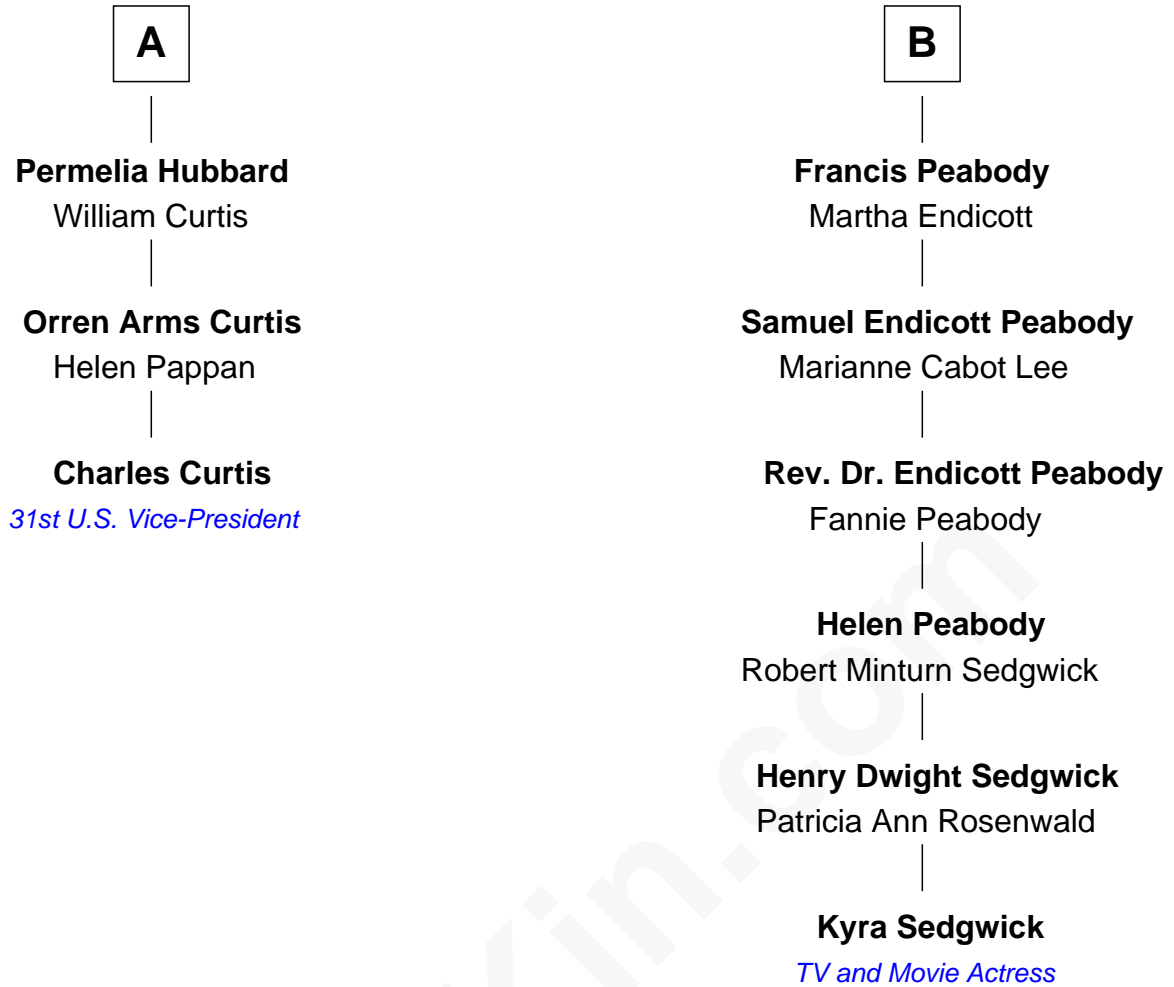 A
Permelia Hubbard
William Curtis
Orren Arms Curtis
Helen Pappan
Charles Curtis
31st U.S. Vice-President
B
Francis Peabody
Martha Endicott
Samuel Endicott Peabody
Marianne Cabot Lee
Rev. Dr. Endicott Peabody
Fannie Peabody
Helen Peabody
Robert Minturn Sedgwick
Henry Dwight Sedgwick
Patricia Ann Rosenwald
Kyra Sedgwick
TV and Movie Actress
Kin.com